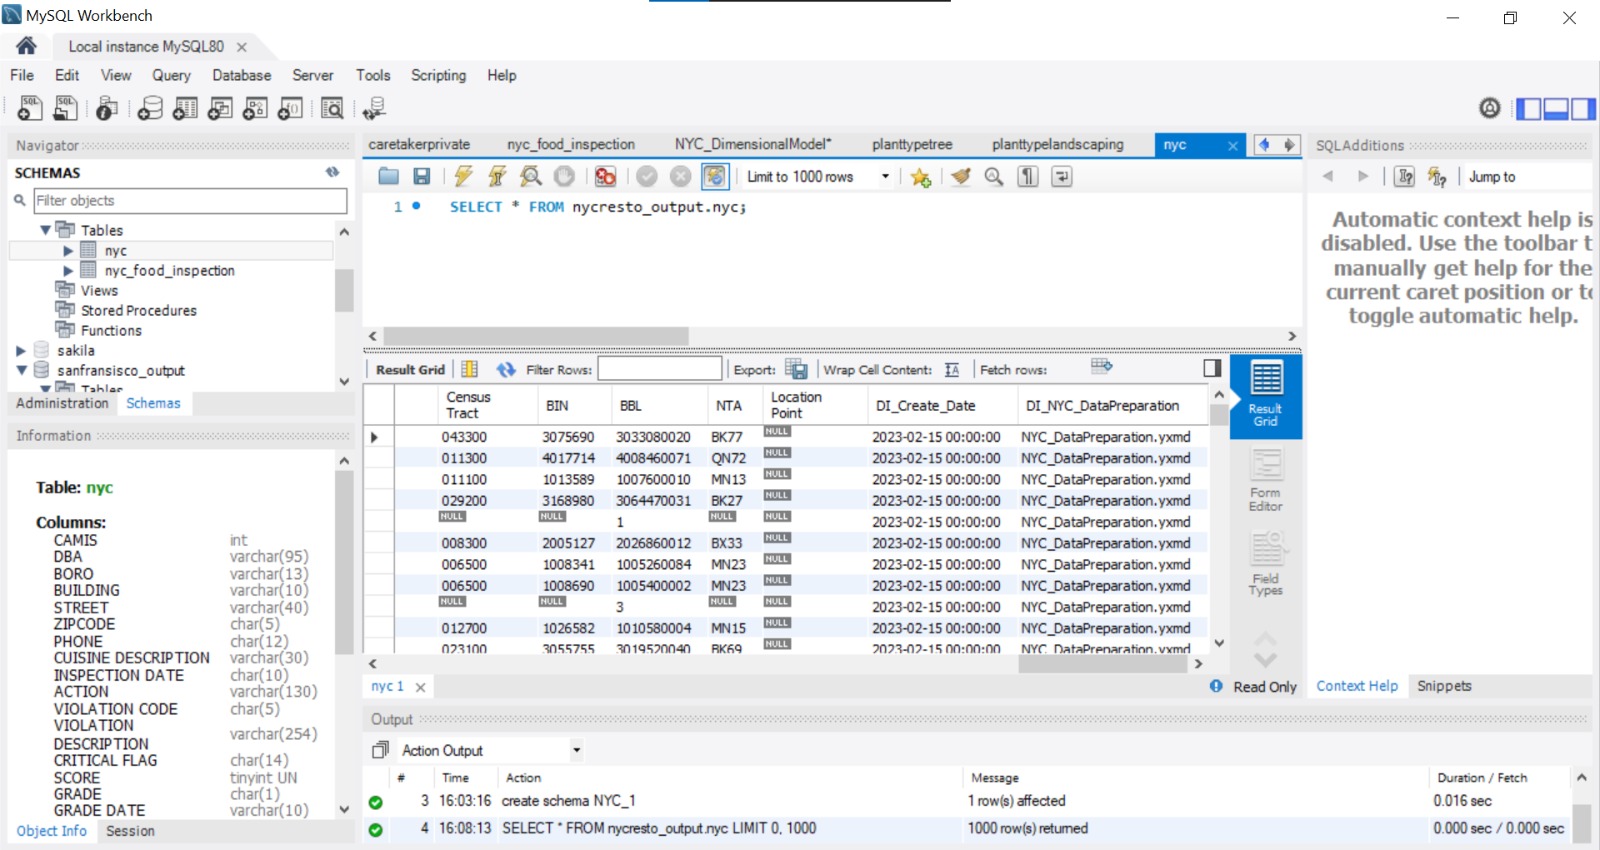 MySQL Workbench
Local instance MySQL80
File Edit View Query Database Server Tools Scripting Help
Navigator
SCHEMAS
Filter objects
Tables
nyc
nyc_food_inspection
Views
Stored Procedures
Functions
sakila
sanfransisco_output
Tables
Administration Schemas
Information
Table: nyc
Columns:
CAMIS int
DBA varchar(95)
BORO varchar(13)
BUILDING varchar(10)
STREET varchar(40)
ZIPCODE char(5)
PHONE char(12)
CUISINE DESCRIPTION varchar(30)
INSPECTION DATE char(10)
ACTION varchar(130)
VIOLATION CODE char(5)
VIOLATION
DESCRIPTION varchar(254)
CRITICAL FLAG char(14)
SCORE tinyint UN
GRADE char(1)
GRADE DATE varchar(10)
Object Info Session
caretakerprivate nyc_food_inspection NYC_DimensionalModel* planttypetree planttypelandscaping nyc
Limit to 1000 rows
1 SELECT * FROM nycresto_output.nyc;
Result Grid Filter Rows: Export: Wrap Cell Content: Fetch rows:
Census Tract BIN BBL NTA Location Point DI_Create_Date DI_NYC_DataPreparation
043300 3075690 3033080020 BK77 NULL 2023-02-15 00:00:00 NYC_DataPreparation.yxmd
011300 4017714 4008460071 QN72 NULL 2023-02-15 00:00:00 NYC_DataPreparation.yxmd
011100 1013589 1007600010 MN13 NULL 2023-02-15 00:00:00 NYC_DataPreparation.yxmd
029200 3168980 3064470031 BK27 NULL 2023-02-15 00:00:00 NYC_DataPreparation.yxmd
NULL NULL 1 NULL NULL 2023-02-15 00:00:00 NYC_DataPreparation.yxmd
008300 2005127 2026860012 BX33 NULL 2023-02-15 00:00:00 NYC_DataPreparation.yxmd
006500 1008341 1005260084 MN23 NULL 2023-02-15 00:00:00 NYC_DataPreparation.yxmd
006500 1008690 1005400002 MN23 NULL 2023-02-15 00:00:00 NYC_DataPreparation.yxmd
NULL NULL 3 NULL NULL 2023-02-15 00:00:00 NYC_DataPreparation.yxmd
012700 1026582 1010580004 MN15 NULL 2023-02-15 00:00:00 NYC_DataPreparation.yxmd
023100 3055755 3019520040 BK69 NULL 2023-02-15 00:00:00 NYC_DataPreparation.yxmd
Result Grid
Form Editor
Field Types
nyc 1
Read Only
SQLAdditions
Jump to
Automatic context help is
disabled. Use the toolbar t
manually get help for the
current caret position or to
toggle automatic help.
Context Help Snippets
Output
Action Output
# Time Action Message Duration / Fetch
3 16:03:16 create schema NYC_1 1 row(s) affected 0.016 sec
4 16:08:13 SELECT * FROM nycresto_output.nyc LIMIT 0, 1000 1000 row(s) returned 0.000 sec / 0.000 sec